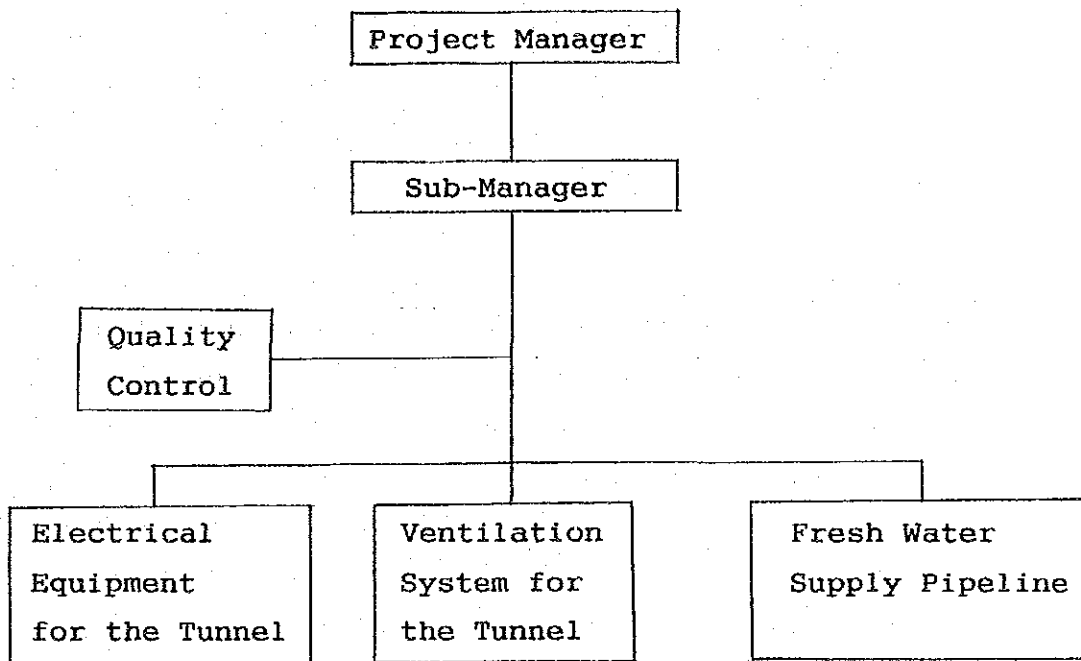 Project Manager
Sub-Manager
Quality
Control
Electrical
Equipment
for the Tunnel
Ventilation
System for
the Tunnel
Fresh Water
Supply Pipeline